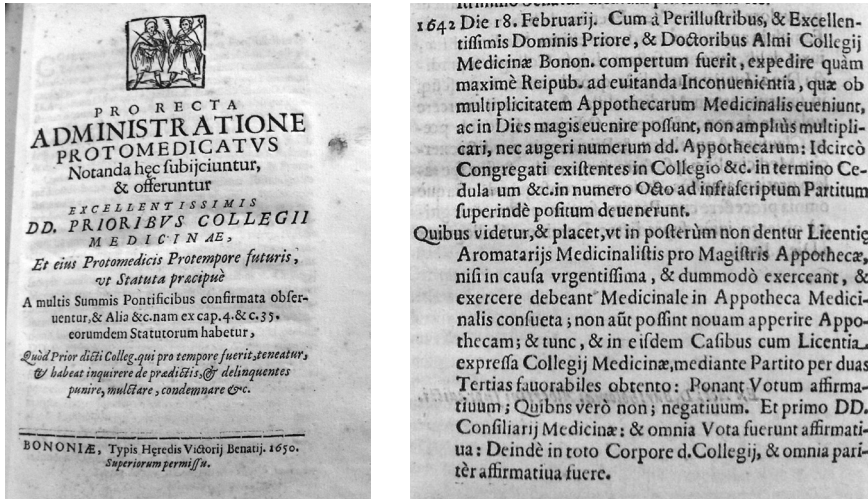 PRO RECTA
ADMINISTRATIONE
PROTOMEDICATVS
Notanda hęc ſubijciuntur,
& offeruntur
EXCELLENTISSIMIS
DD. PRIORIBVS COLLEGII
MEDICINÆ,
Et eius Protomedicis Protempore futuris,
vt Statuta præcipuè
A multis Summis Pontificibus confirmata obſer-
uentur,& Alia &c.nam ex cap.4.& c.35.
eorumdem Statutorum habetur,
Quòd Prior dicti Colleg.qui pro tempore fuerit,teneatur,
& habeat inquirere de prædictis,& delinquentes
punire, mulctare, condemnare &c.
BONONIÆ, Typis Hęredis Victorij Benatij. 1650.
Superiorum permiſſu.
1642 Die 18. Februarij. Cum à Perilluſtribus, & Excellen-
tiſſimis Dominis Priore, & Doctoribus Almi Collegij
Medicinæ Bonon. compertum fuerit, expedire quàm
maximè Reipub. ad euitanda Inconuenientia, quæ ob
multiplicitatem Appothecarum Medicinalis eueniunt,
ac in Dies magis euenire poſſunt, non ampliùs multipli-
cari, nec augeri numerum dd. Appothecarum: Idcircò
Congregati exiſtentes in Collegio &c. in termino Ce-
dularum &c.in numero Octo ad infraſcriptum Partitum
ſuperindè poſitum deuenerunt.
Quibus videtur,& placet,vt in poſterùm non dentur Licentię
Aromatarijs Medicinaliſtis pro Magiſtris Appothecæ,
niſi in cauſa vrgentiſſima, & dummodò exerceant, &
exercere debeant Medicinale in Appotheca Medici-
nalis conſueta; non aūt poſſint nouam apperire Appo-
thecam; & tunc, & in eiſdem Caſibus cum Licentia
expreſſa Collegij Medicinæ,mediante Partito per duas
Tertias fauorabiles obtento: Ponant Votum affirma-
tiuum; Quibns verò non; negatiuum. Et primo DD.
Conſiliarij Medicinæ: & omnia Vota fuerunt affirmati-
ua: Deindè in toto Corpore d.Collegij, & omnia pari-
tèr affirmatiua fuere.